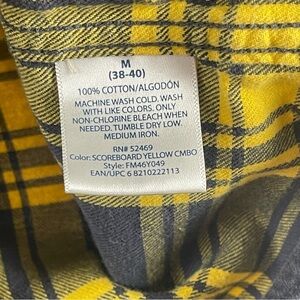 M
(38-40)
100% COTTON/ALGODÓN
MACHINE WASH COLD. WASH
WITH LIKE COLORS. ONLY
NON-CHLORINE BLEACH WHEN
NEEDED. TUMBLE DRY LOW.
MEDIUM IRON.
RN# 52469
Color: SCOREBOARD YELLOW CMBO
Style: FM46Y049
EAN/UPC 6 8210222113